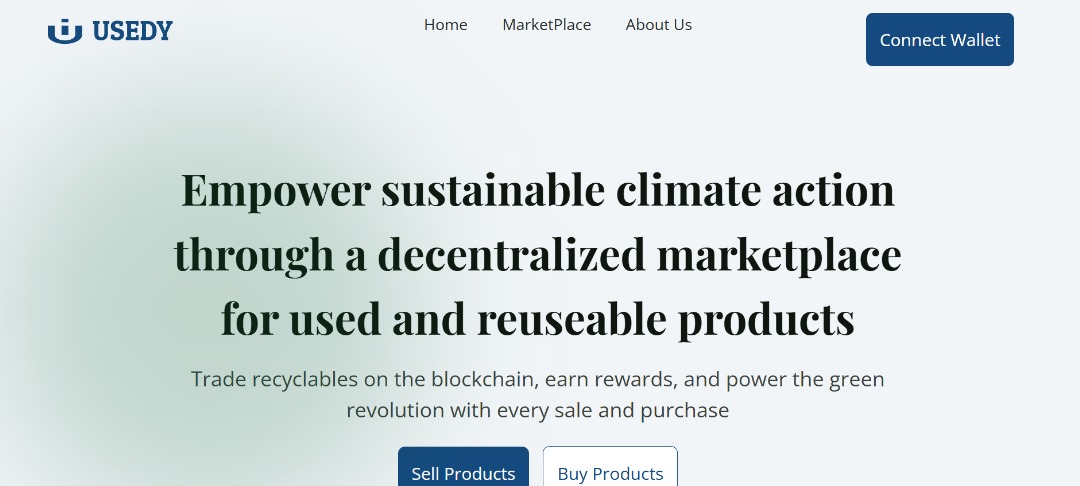 USEDY
Home
MarketPlace
About Us
Connect Wallet
Empower sustainable climate action
through a decentralized marketplace
for used and reuseable products
Trade recyclables on the blockchain, earn rewards, and power the green
revolution with every sale and purchase
Sell Products
Buy Products